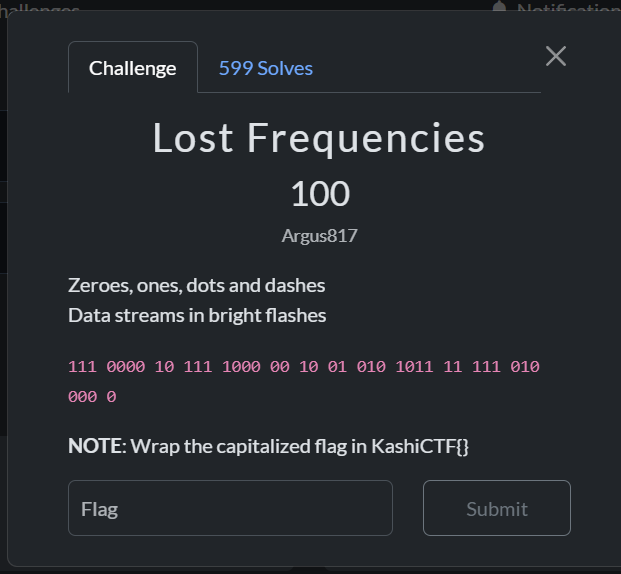 hallenges
Notification
Challenge
599 Solves
Lost Frequencies
100
Argus817
Zeroes, ones, dots and dashes
Data streams in bright flashes
111 0000 10 111 1000 00 10 01 010 1011 11 111 010
000 0
NOTE: Wrap the capitalized flag in KashiCTF{}
Flag
Submit